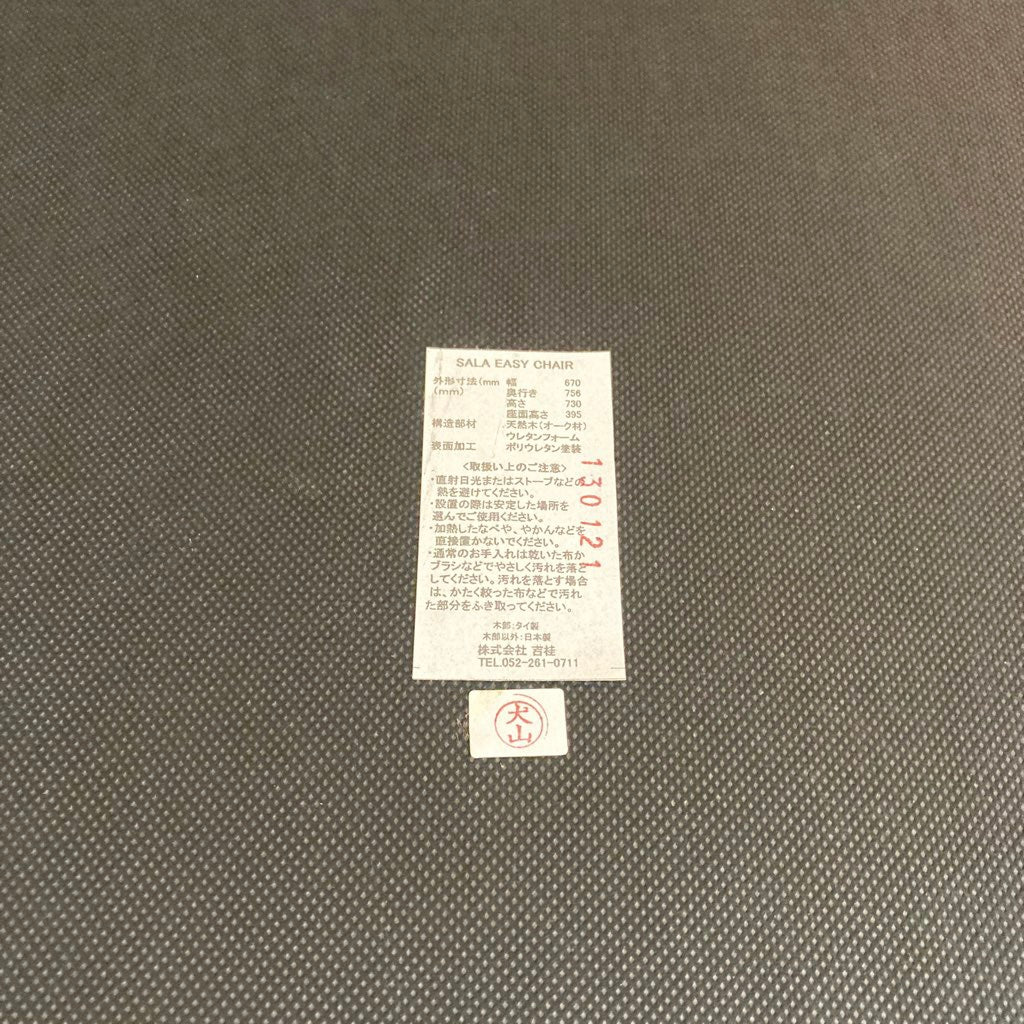 SALA EASY CHAIR
外形寸法(mm 幅 670
(mm) 奥行き 756
高さ 730
座面高さ 395
構造部材 天然木(オーク材)
ウレタンフォーム
表面加工 ポリウレタン塗装
<取扱い上のご注意>
・直射日光またはストーブなどの
熱を避けてください。
・設置の際は安定した場所を
選んでご使用ください。
・加熱したなべや、やかんなどを
直接置かないでください。
・通常のお手入れは乾いた布か
ブラシなどでやさしく汚れを落と
してください。汚れを落とす場合
は、かたく絞った布などで汚れ
た部分をふき取ってください。
木部:タイ製
木部以外:日本製
株式会社 吉桂
TEL.052-261-0711
130121
犬山